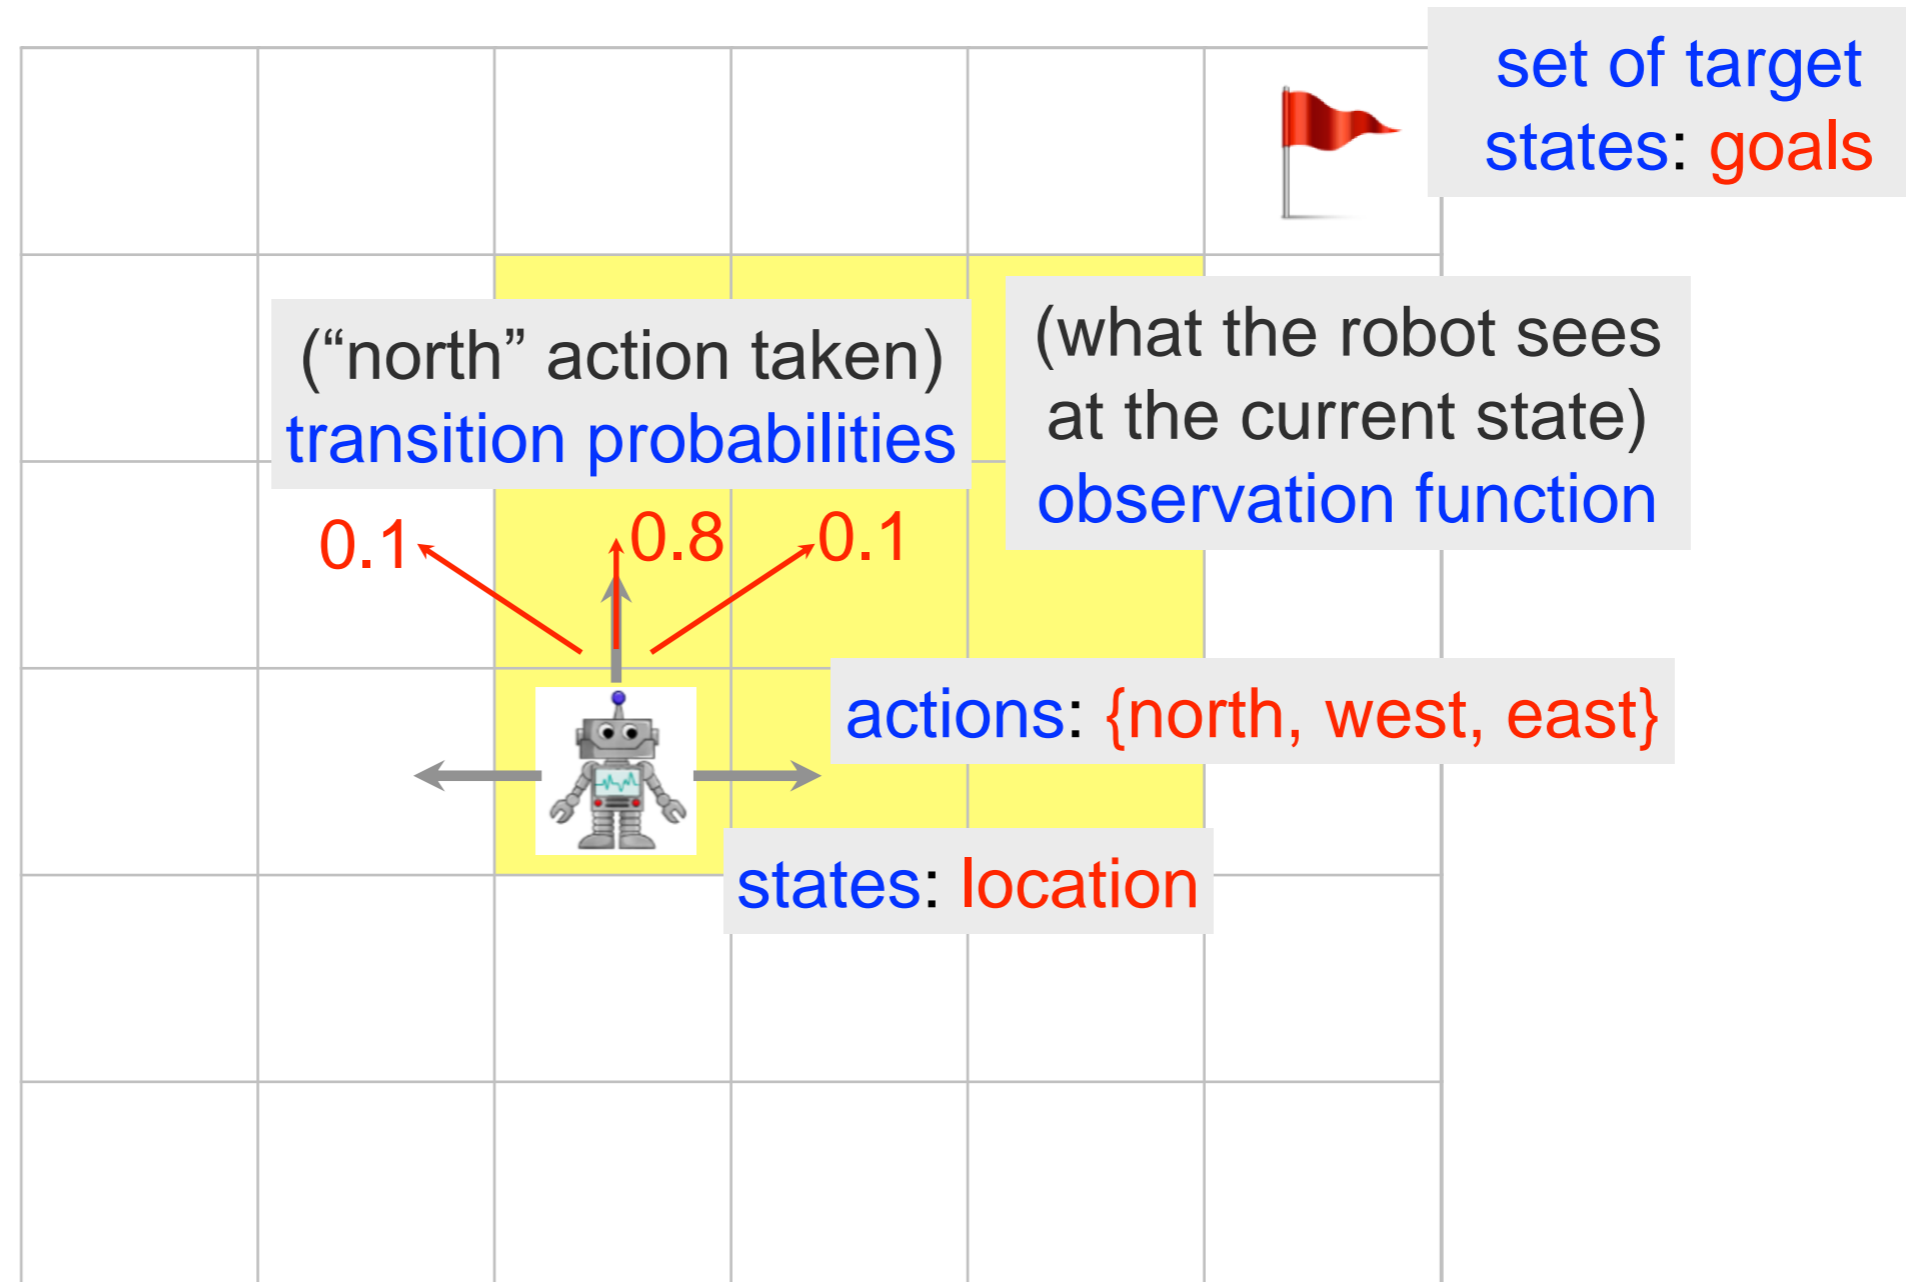 set of target
states: goals
(“north” action taken)
transition probabilities
(what the robot sees
at the current state)
observation function
0.1
0.8
0.1
actions: {north, west, east}
states: location